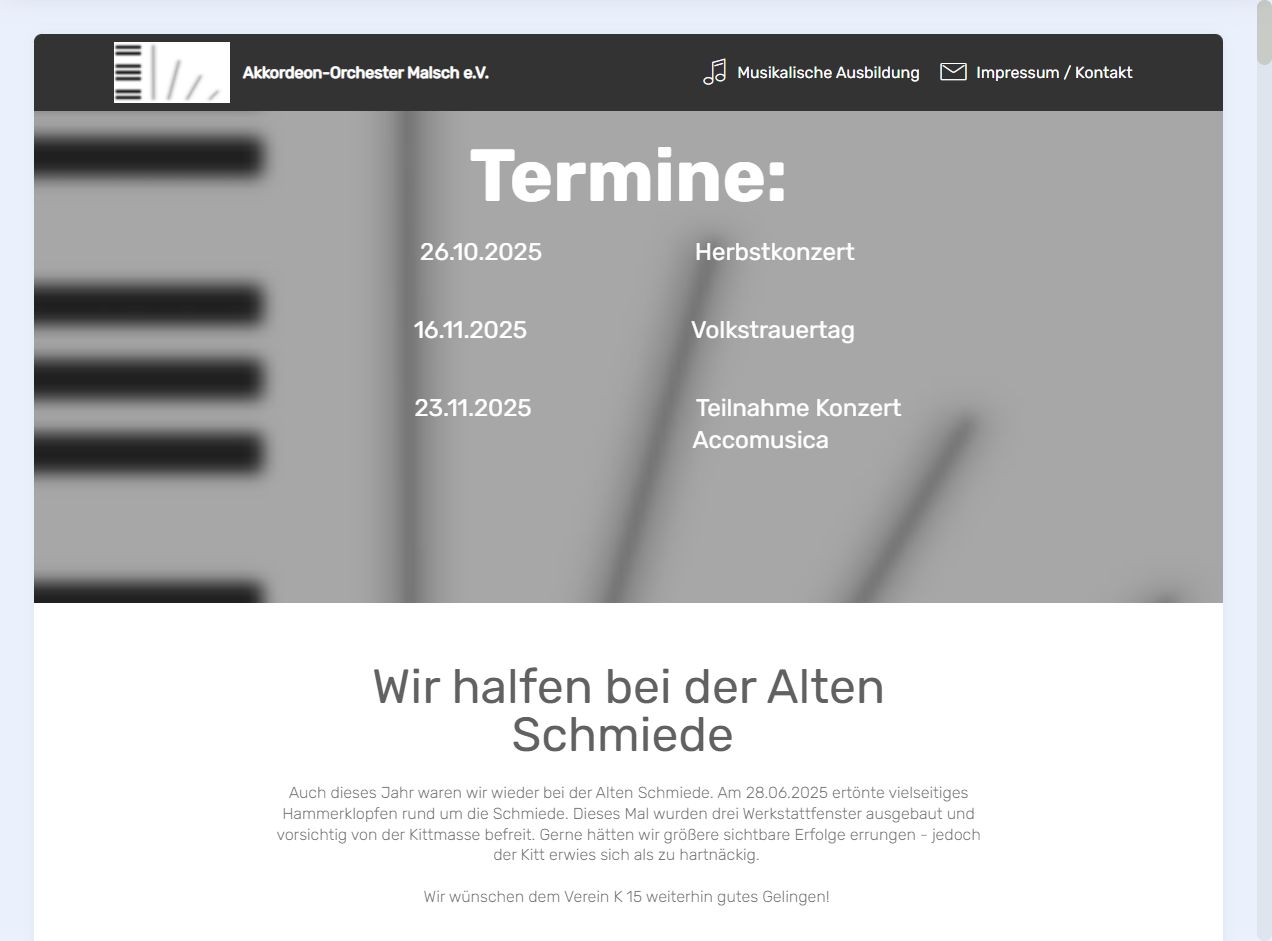 Akkordeon-Orchester Malsch e.V.
Musikalische Ausbildung
Impressum / Kontakt
Termine:
26.10.2025 Herbstkonzert
16.11.2025 Volkstrauertag
23.11.2025 Teilnahme Konzert
Accomusica
Wir halfen bei der Alten
Schmiede
Auch dieses Jahr waren wir wieder bei der Alten Schmiede. Am 28.06.2025 ertönte vielseitiges
Hammerklopfen rund um die Schmiede. Dieses Mal wurden drei Werkstattfenster ausgebaut und
vorsichtig von der Kittmasse befreit. Gerne hätten wir größere sichtbare Erfolge errungen - jedoch
der Kitt erwies sich als zu hartnäckig.
Wir wünschen dem Verein K 15 weiterhin gutes Gelingen!